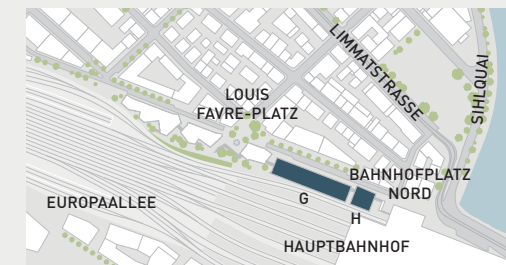 LIMMATSTRASSE
SIHLQUAI
LOUIS
FAVRE-PLATZ
BAHNHOFPLATZ
NORD
EUROPAALLEE
G
H
HAUPTBAHNHOF